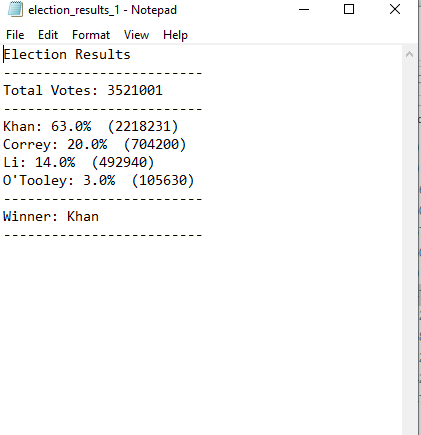 election_results_1 - Notepad
File Edit Format View Help
Election Results
-------------------------
Total Votes: 3521001
-------------------------
Khan: 63.0%  (2218231)
Correy: 20.0%  (704200)
Li: 14.0%  (492940)
O'Tooley: 3.0%  (105630)
-------------------------
Winner: Khan
-------------------------